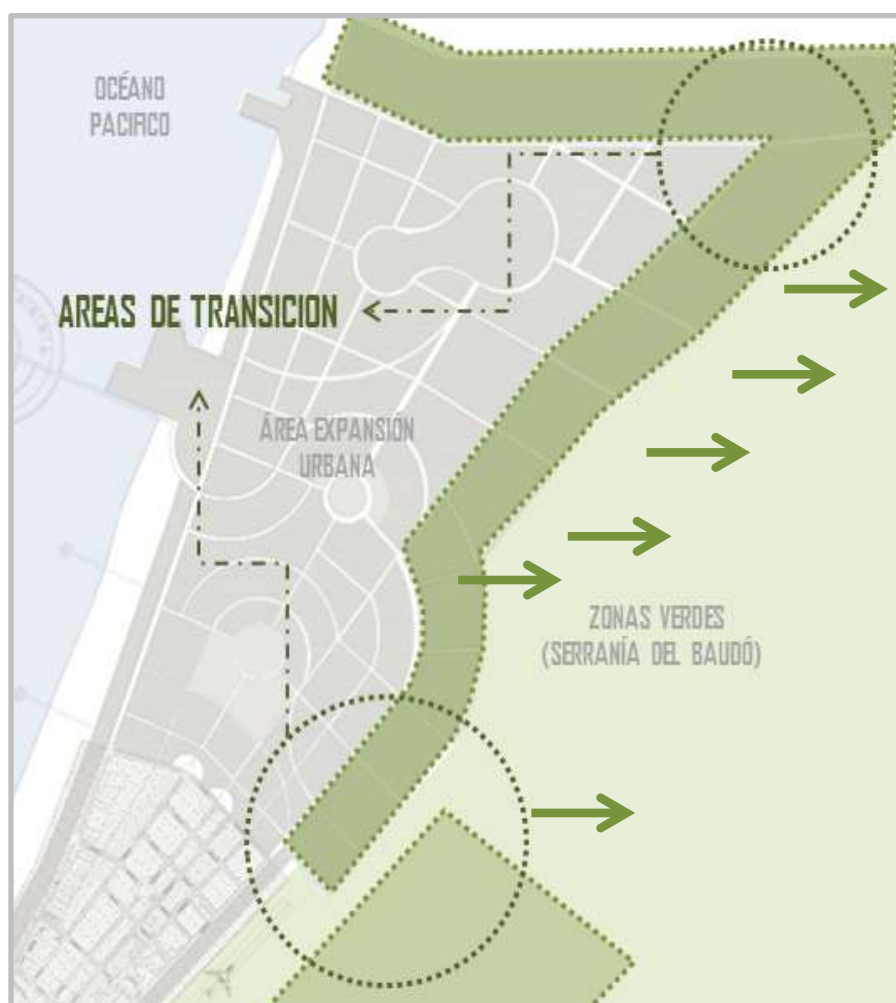 OCÉANO
PACIFICO
AREAS DE TRANSICION
ÁREA EXPANSIÓN
URBANA
ZONAS VERDES
(SERRANÍA DEL BAUDÓ)